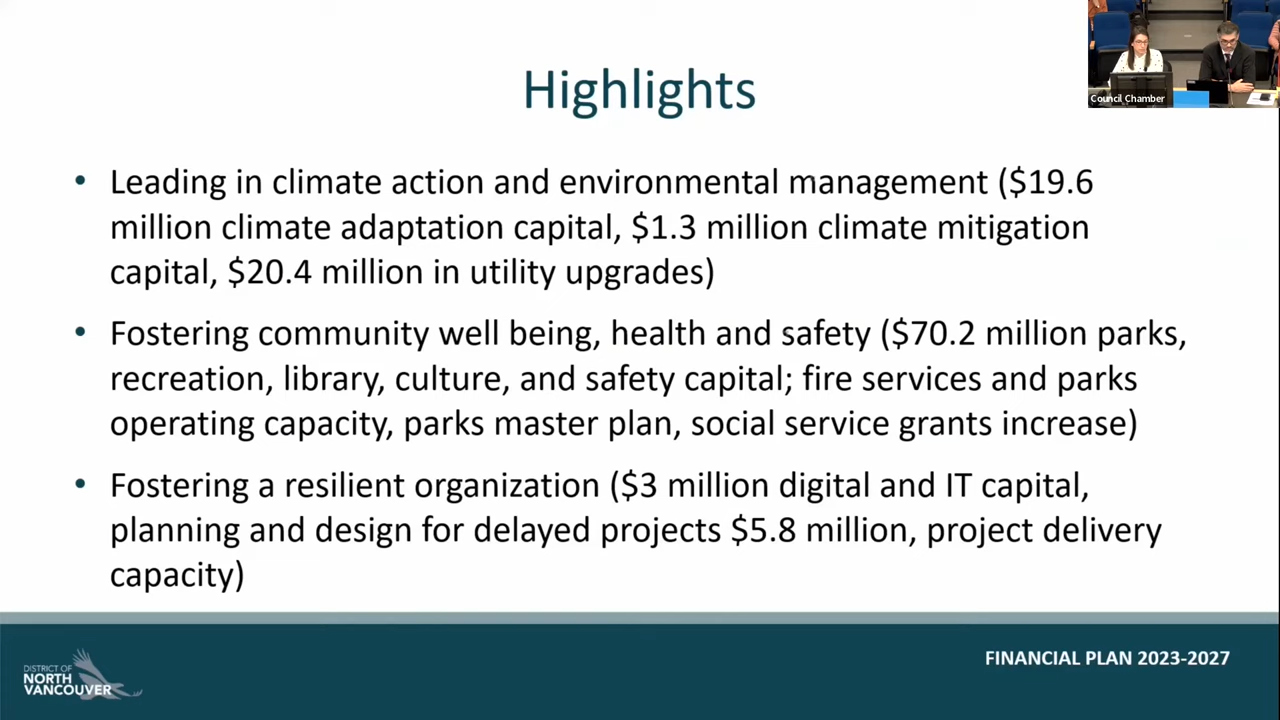 Highlights
Council Chamber
• Leading in climate action and environmental management ($19.6
million climate adaptation capital, $1.3 million climate mitigation
capital, $20.4 million in utility upgrades)
• Fostering community well being, health and safety ($70.2 million parks,
recreation, library, culture, and safety capital; fire services and parks
operating capacity, parks master plan, social service grants increase)
• Fostering a resilient organization ($3 million digital and IT capital,
planning and design for delayed projects $5.8 million, project delivery
capacity)
DISTRICT OF
NORTH
VANCOUVER
FINANCIAL PLAN 2023-2027